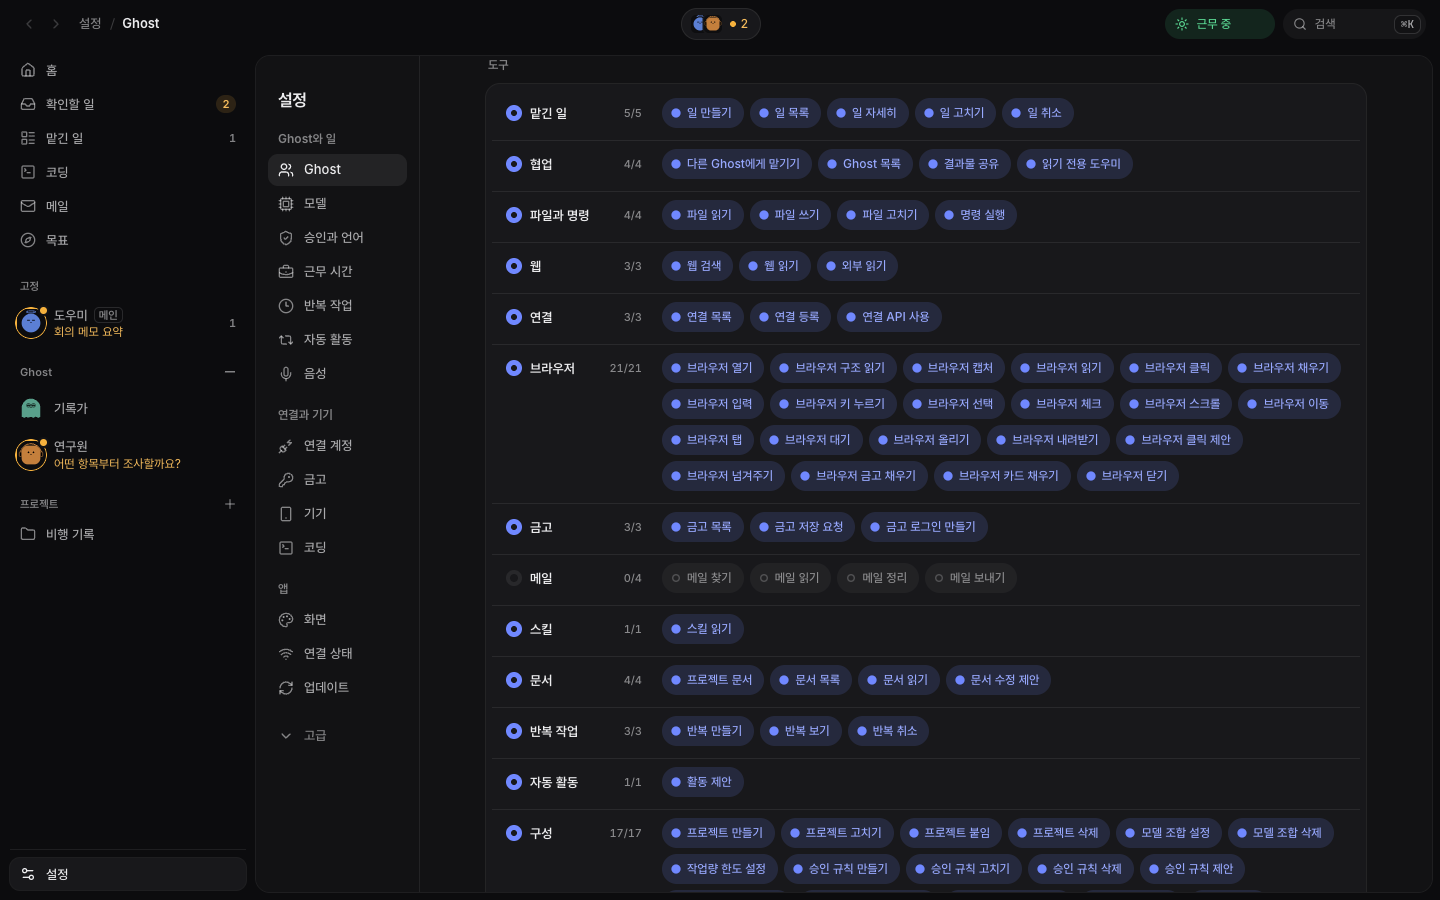 설정 / Ghost
2
근무 중
검색
⌘K
홈
확인할 일 2
맡긴 일 1
코딩
메일
목표
고정
도우미 메인
회의 메모 요약
1
Ghost
기록가
연구원
어떤 항목부터 조사할까요?
프로젝트
비행 기록
설정
설정
Ghost와 일
Ghost
모델
승인과 언어
근무 시간
반복 작업
자동 활동
음성
연결과 기기
연결 계정
금고
기기
코딩
앱
화면
연결 상태
업데이트
고급
도구
맡긴 일 5/5 일 만들기 일 목록 일 자세히 일 고치기 일 취소
협업 4/4 다른 Ghost에게 맡기기 Ghost 목록 결과물 공유 읽기 전용 도우미
파일과 명령 4/4 파일 읽기 파일 쓰기 파일 고치기 명령 실행
웹 3/3 웹 검색 웹 읽기 외부 읽기
연결 3/3 연결 목록 연결 등록 연결 API 사용
브라우저 21/21 브라우저 열기 브라우저 구조 읽기 브라우저 캡처 브라우저 읽기 브라우저 클릭 브라우저 채우기
브라우저 입력 브라우저 키 누르기 브라우저 선택 브라우저 체크 브라우저 스크롤 브라우저 이동
브라우저 탭 브라우저 대기 브라우저 올리기 브라우저 내려받기 브라우저 클릭 제안
브라우저 넘겨주기 브라우저 금고 채우기 브라우저 카드 채우기 브라우저 닫기
금고 3/3 금고 목록 금고 저장 요청 금고 로그인 만들기
메일 0/4 메일 찾기 메일 읽기 메일 정리 메일 보내기
스킬 1/1 스킬 읽기
문서 4/4 프로젝트 문서 문서 목록 문서 읽기 문서 수정 제안
반복 작업 3/3 반복 만들기 반복 보기 반복 취소
자동 활동 1/1 활동 제안
구성 17/17 프로젝트 만들기 프로젝트 고치기 프로젝트 붙임 프로젝트 삭제 모델 조합 설정 모델 조합 삭제
작업량 한도 설정 승인 규칙 만들기 승인 규칙 고치기 승인 규칙 삭제 승인 규칙 제안